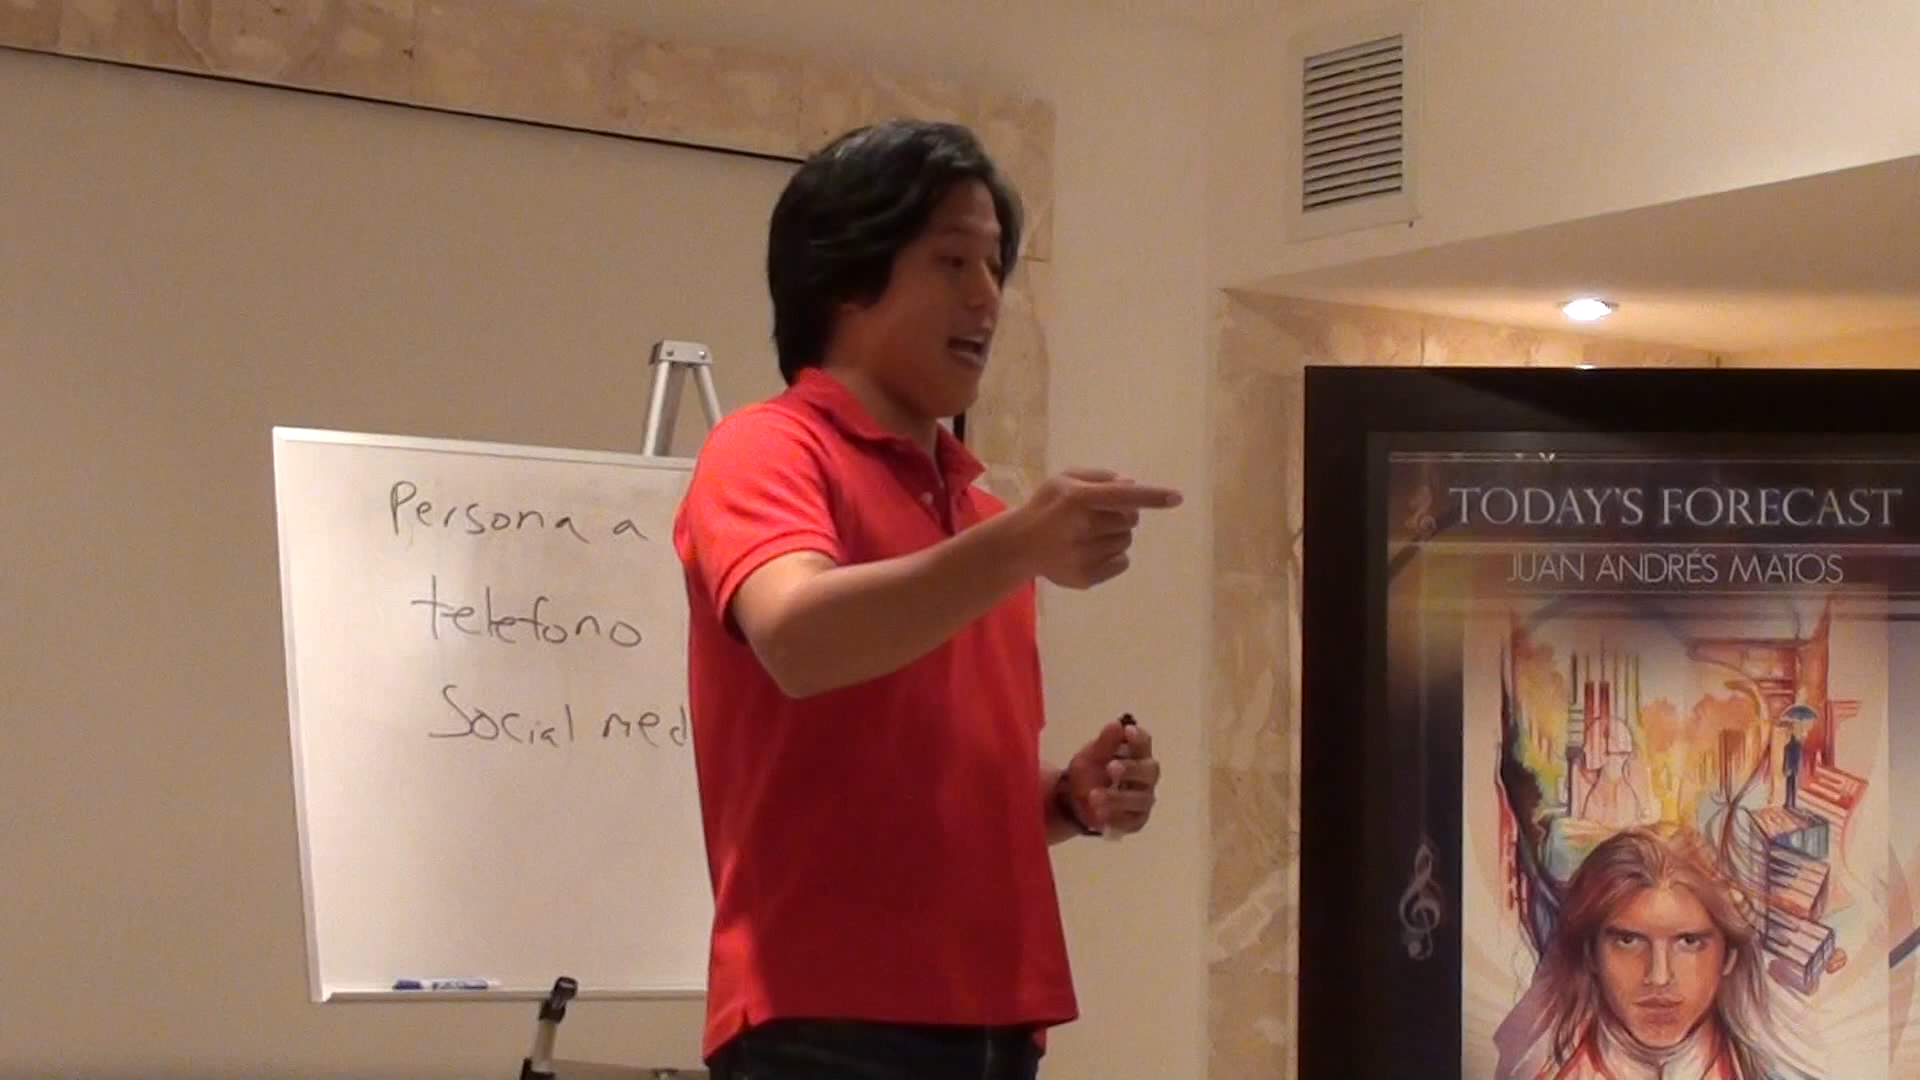 Persona a
telefono
Social med
TODAY'S FORECAST
JUAN ANDRÉS MATOS